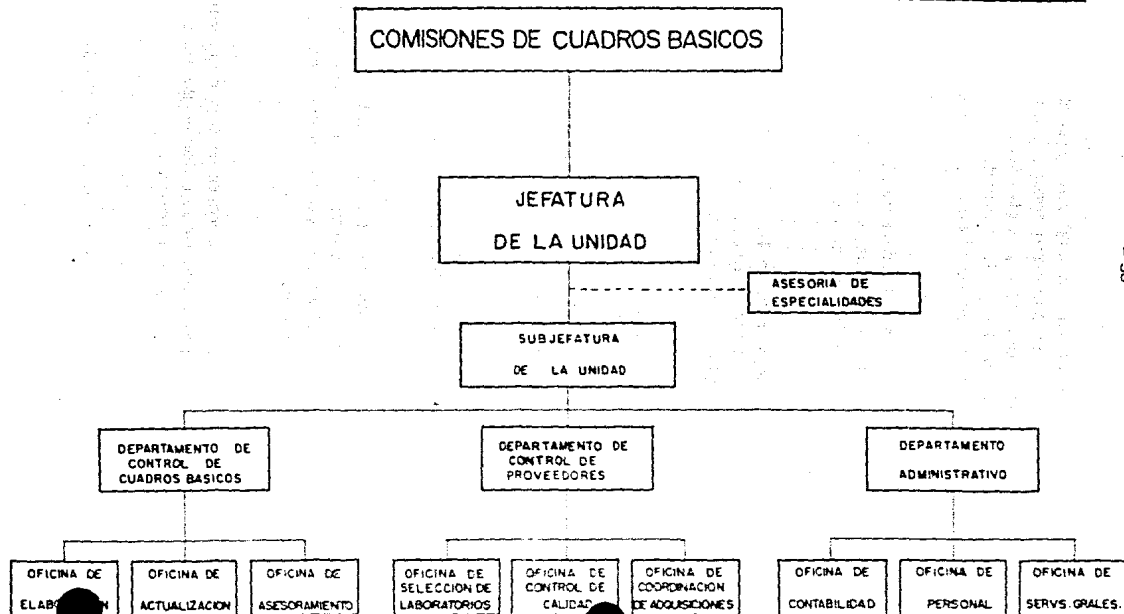 COMISIONES DE CUADROS BASICOS
JEFATURA
DE LA UNIDAD
ASESORIA DE
ESPECIALIDADES
SUBJEFATURA
DE LA UNIDAD
DEPARTAMENTO DE
CONTROL DE
CUADROS BASICOS
DEPARTAMENTO DE
CONTROL DE
PROVEEDORES
DEPARTAMENTO
ADMINISTRATIVO
OFICINA DE
OFICINA DE
ACTUALIZACION
OFICINA DE
ASESORAMIENTO
OFICINA DE
SELECCION DE
LABORATORIOS
OFICINA DE
CONTROL DE
CALIDAD
OFICINA DE
COORDINACION
DE ADQUISICIONES
OFICINA DE
CONTABILIDAD
OFICINA DE
PERSONAL
OFICINA DE
SERVS. GRALES.